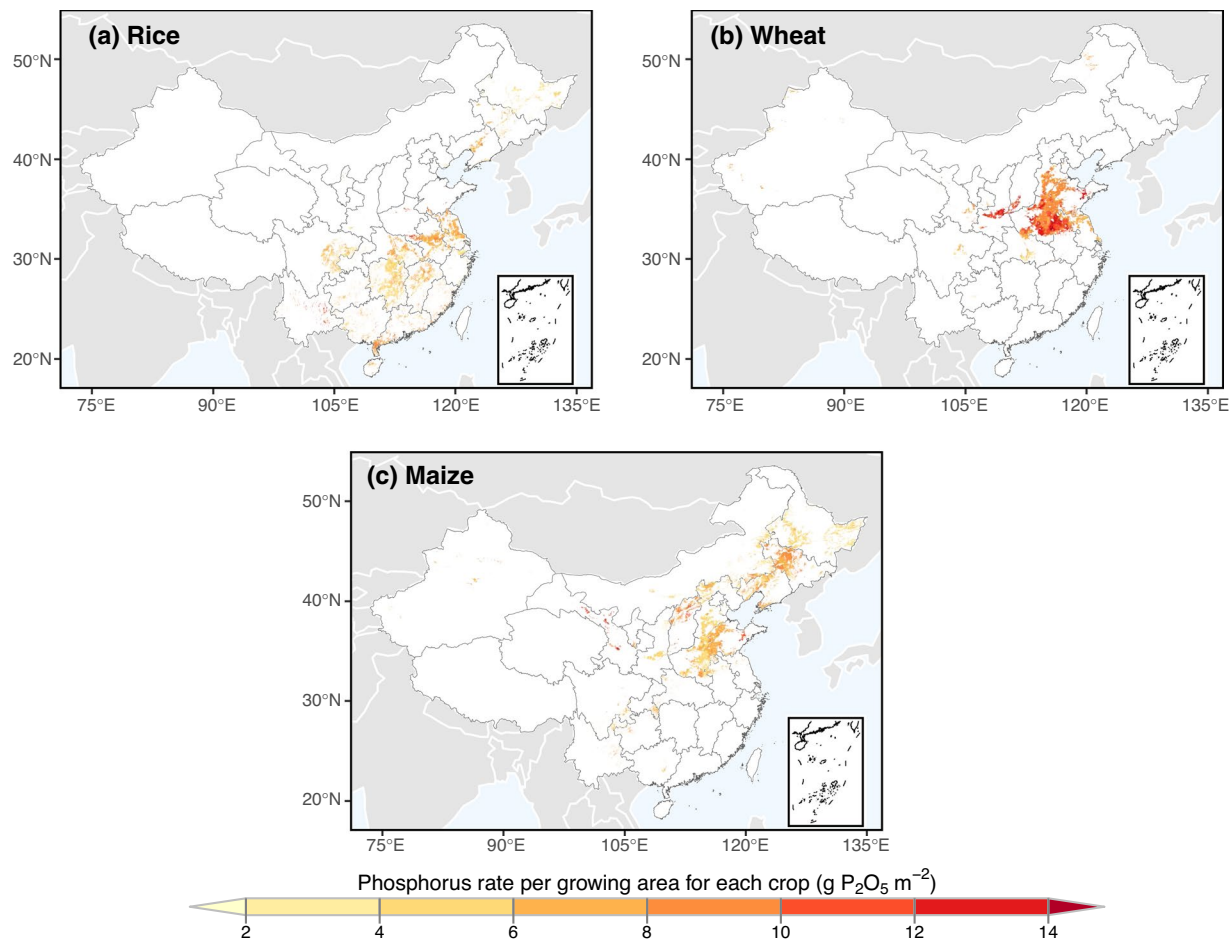 (a) Rice
50°N
40°N
30°N
20°N
75°E 90°E 105°E 120°E 135°E
(b) Wheat
50°N
40°N
30°N
20°N
75°E 90°E 105°E 120°E 135°E
(c) Maize
50°N
40°N
30°N
20°N
75°E 90°E 105°E 120°E 135°E
Phosphorus rate per growing area for each crop (g P₂O₅ m⁻²)
2 4 6 8 10 12 14